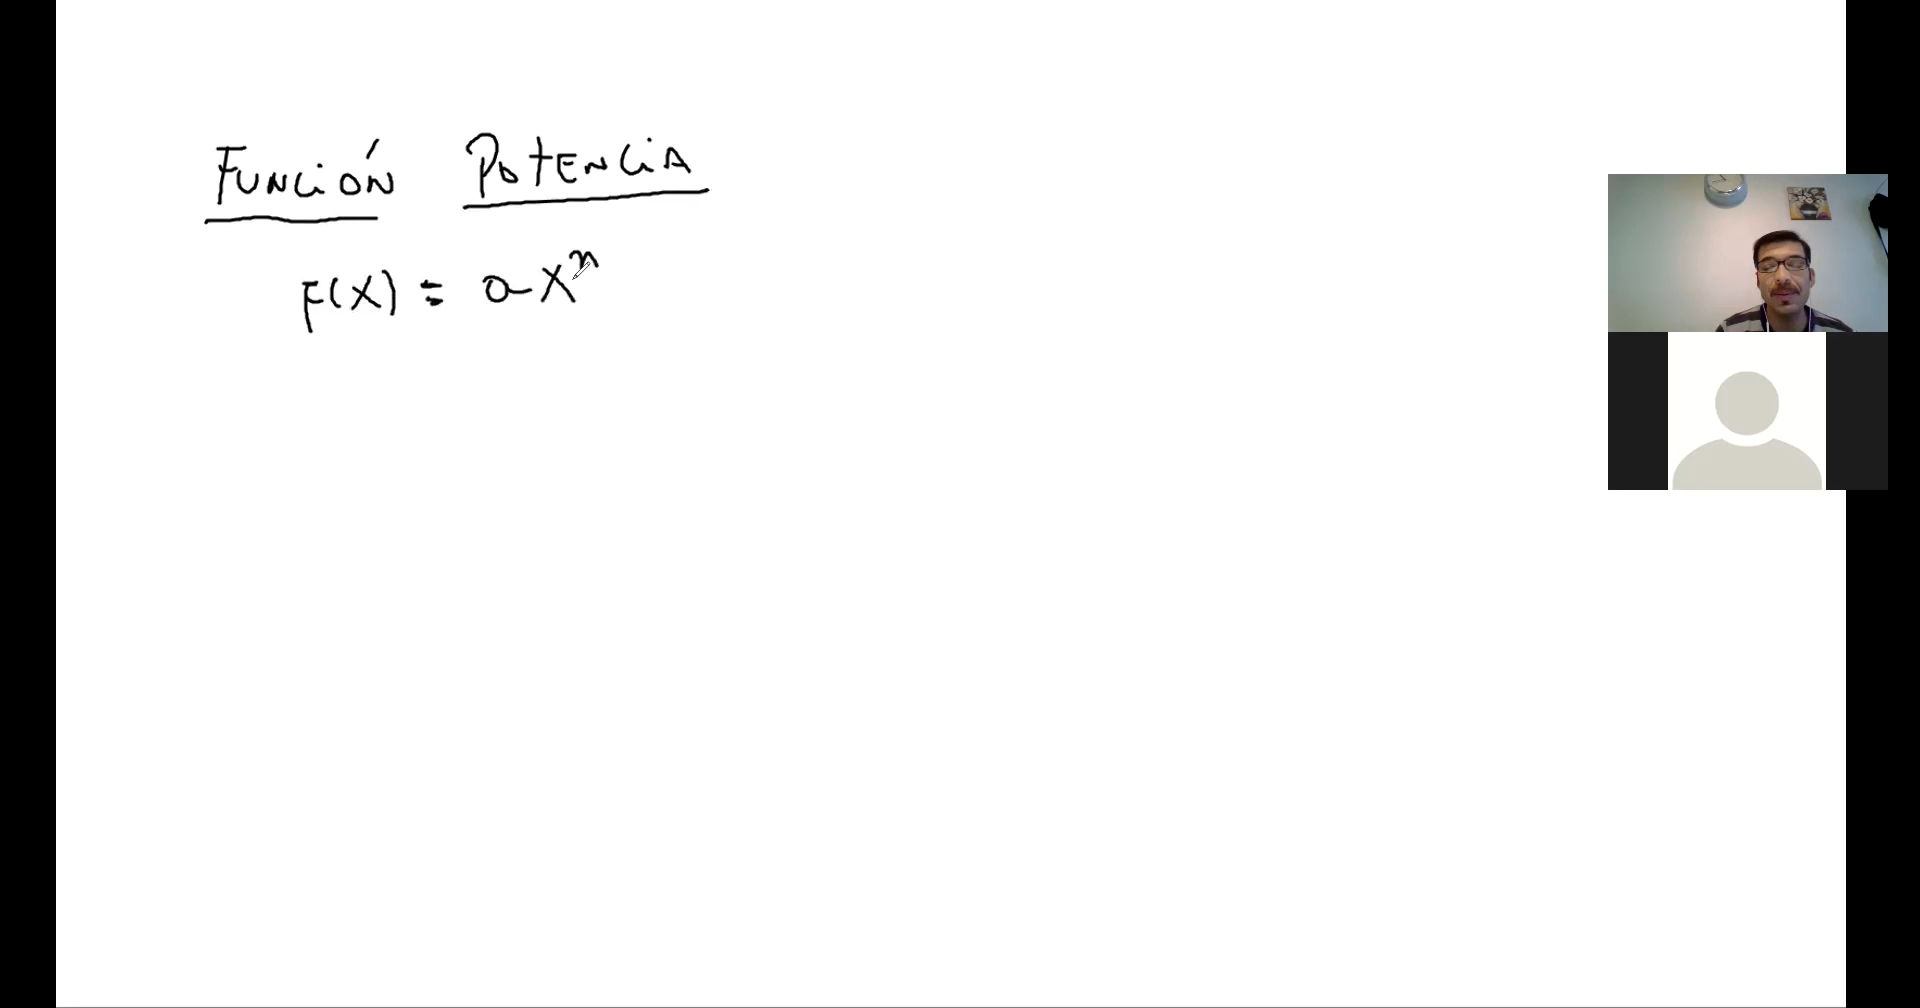 Función Potencia
F(x) = a x^n